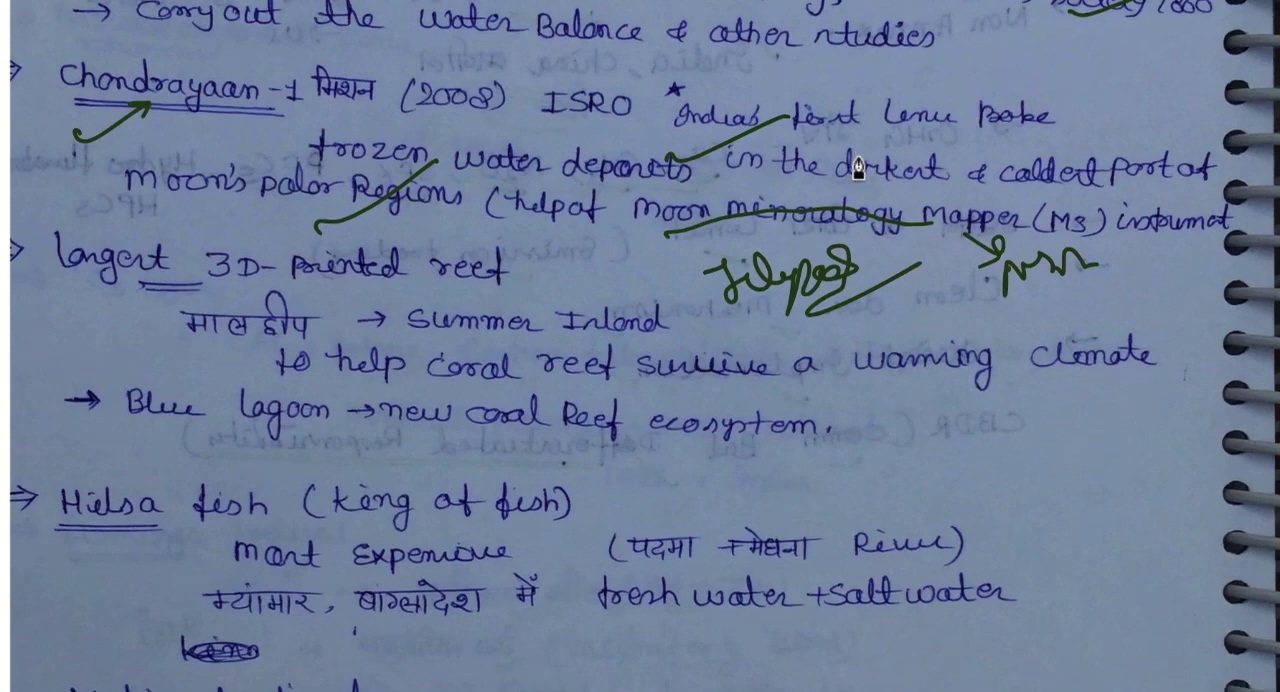 → Carry out the Water Balance & other studies
⇒ Chandrayaan-1 मिशन (2008) ISRO * India's first Lunar Probe
frozen water deposits in the darkest & coldest part of
Moon's polar Regions (help of Moon mineralogy Mapper (M3) instrument
⇒ Largest 3D-printed reef
मालद्वीप → Summer Island
to help coral reef survive a warming climate
→ Blue lagoon → new coral Reef ecosystem.
⇒ Hilsa fish (King of fish)
most Expensive (पदमा + मेघना River)
म्यांमार, बांग्लादेश में fresh water + salt water